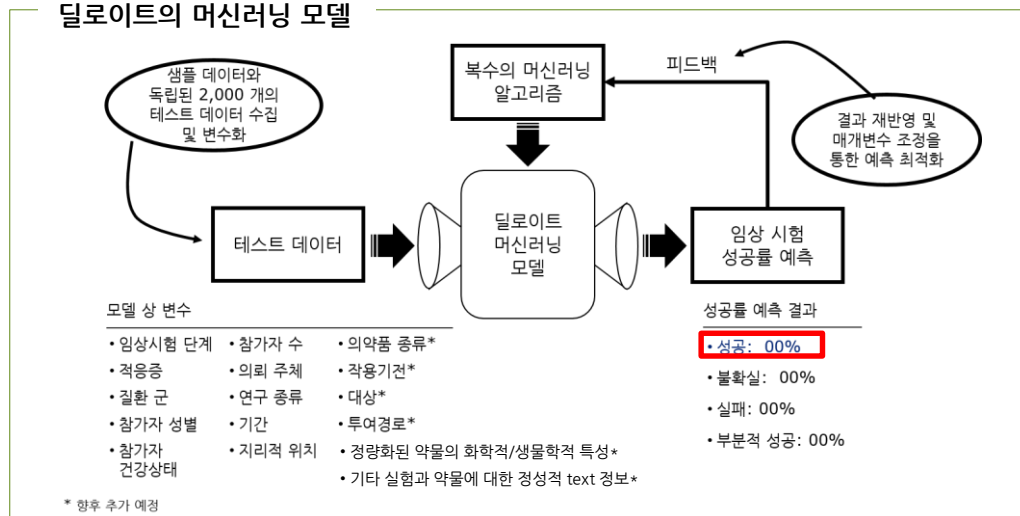 딜로이트의 머신러닝 모델
샘플 데이터와
독립된 2,000 개의
테스트 데이터 수집
및 변수화
복수의 머신러닝
알고리즘
피드백
결과 재반영 및
매개변수 조정을
통한 예측 최적화
테스트 데이터
딜로이트
머신러닝
모델
임상 시험
성공률 예측
모델 상 변수
• 임상시험 단계
• 적응증
• 질환 군
• 참가자 성별
• 참가자
건강상태
• 참가자 수
• 의뢰 주체
• 연구 종류
• 기간
• 지리적 위치
• 의약품 종류*
• 작용기전*
• 대상*
• 투여경로*
• 정량화된 약물의 화학적/생물학적 특성*
• 기타 실험과 약물에 대한 정성적 text 정보*
* 향후 추가 예정
성공률 예측 결과
• 성공: 00%
• 불확실: 00%
• 실패: 00%
• 부분적 성공: 00%